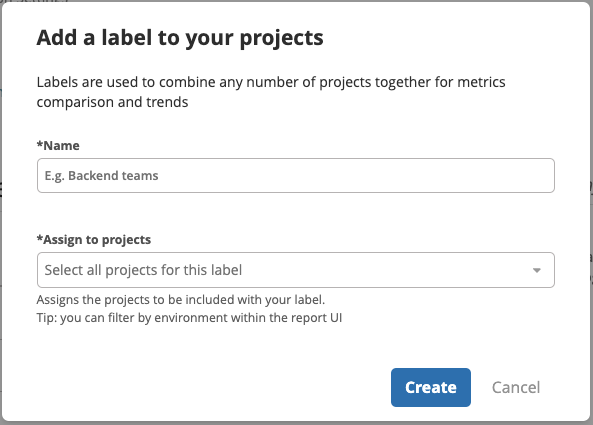 Add a label to your projects
Labels are used to combine any number of projects together for metrics
comparison and trends
*Name
E.g. Backend teams
*Assign to projects
Select all projects for this label
Assigns the projects to be included with your label.
Tip: you can filter by environment within the report UI
Create
Cancel